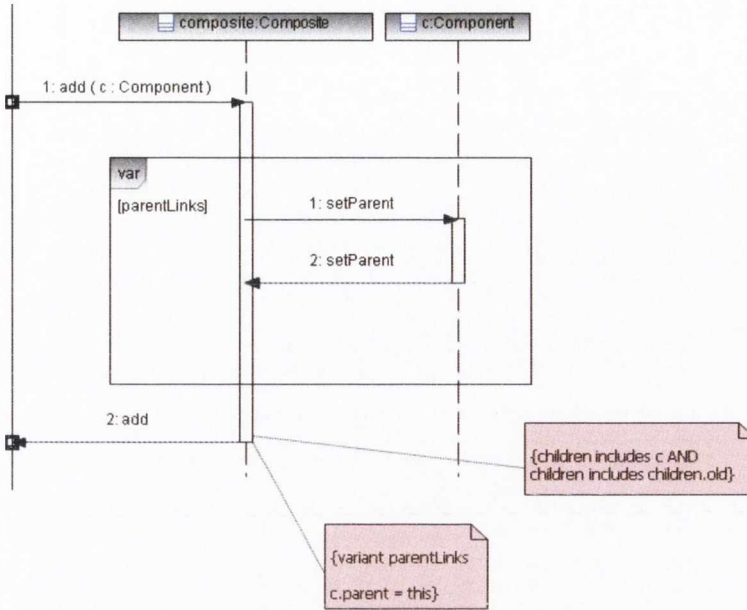 composite:Composite
c:Component
1: add ( c : Component )
var
[parentLinks]
1: setParent
2: setParent
2: add
{children includes c AND
children includes children.old}
{variant parentLinks
c.parent = this}